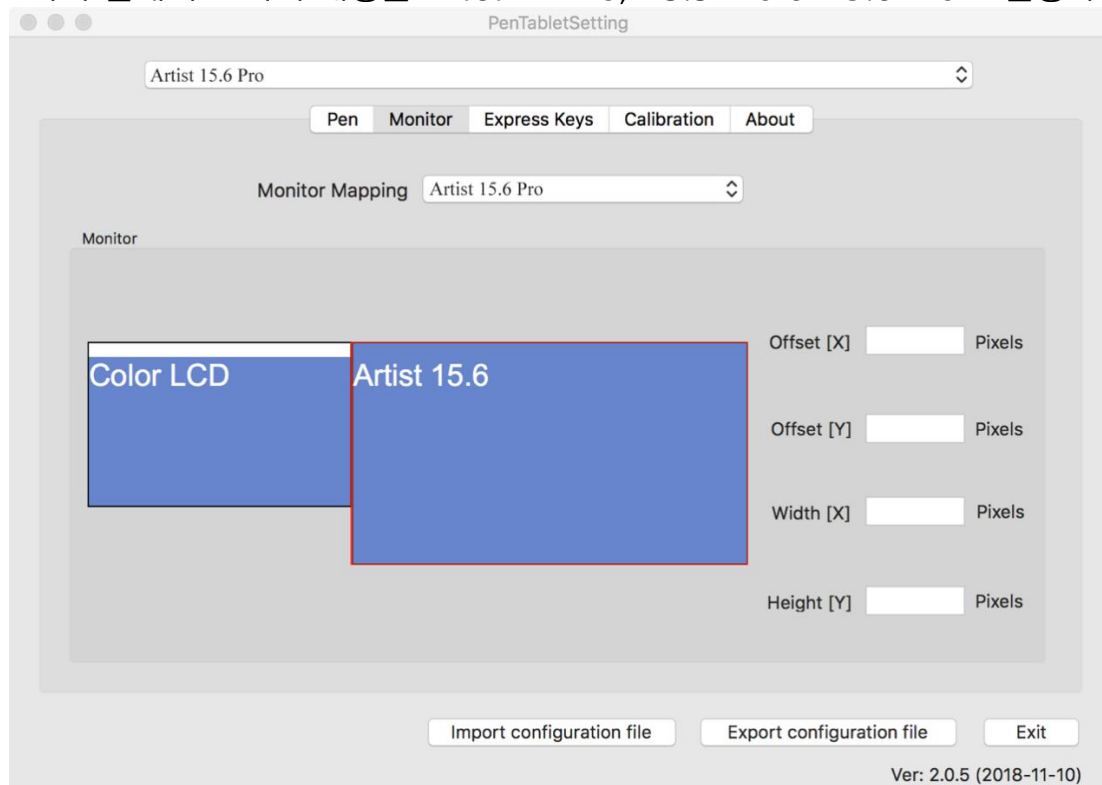 PenTabletSetting
Artist 15.6 Pro
Pen Monitor Express Keys Calibration About
Monitor Mapping Artist 15.6 Pro
Monitor
Offset [X] Pixels
Color LCD Artist 15.6
Offset [Y] Pixels
Width [X] Pixels
Height [Y] Pixels
Import configuration file Export configuration file Exit
Ver: 2.0.5 (2018-11-10)